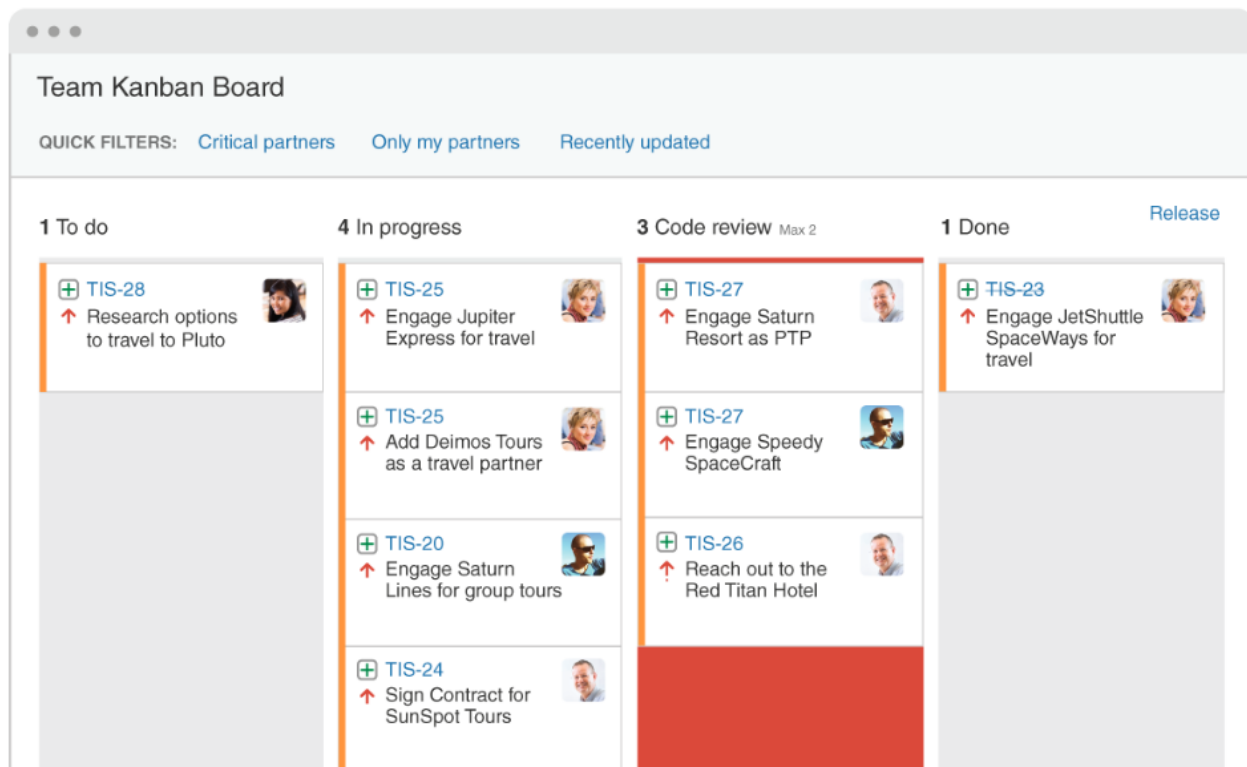 Team Kanban Board
QUICK FILTERS: Critical partners Only my partners Recently updated
Release
1 To do
TIS-28
Research options
to travel to Pluto
4 In progress
TIS-25
Engage Jupiter
Express for travel
TIS-25
Add Deimos Tours
as a travel partner
TIS-20
Engage Saturn
Lines for group tours
TIS-24
Sign Contract for
SunSpot Tours
3 Code review Max 2
TIS-27
Engage Saturn
Resort as PTP
TIS-27
Engage Speedy
SpaceCraft
TIS-26
Reach out to the
Red Titan Hotel
1 Done
TIS-23
Engage JetShuttle
SpaceWays for
travel